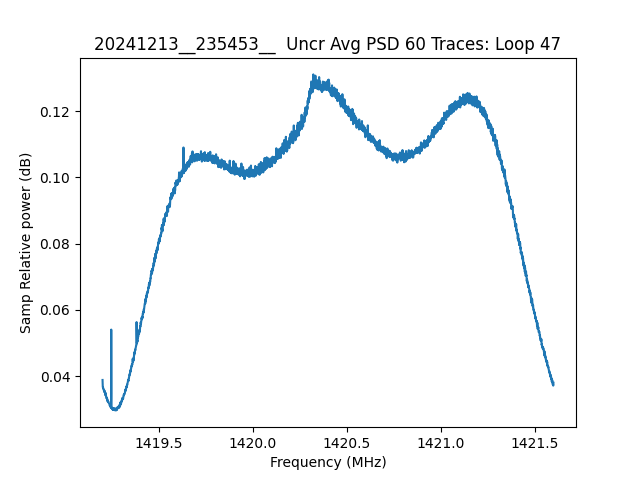 20241213__235453__  Uncr Avg PSD 60 Traces: Loop 47
Samp Relative power (dB)
0.12
0.10
0.08
0.06
0.04
1419.5 1420.0 1420.5 1421.0 1421.5
Frequency (MHz)